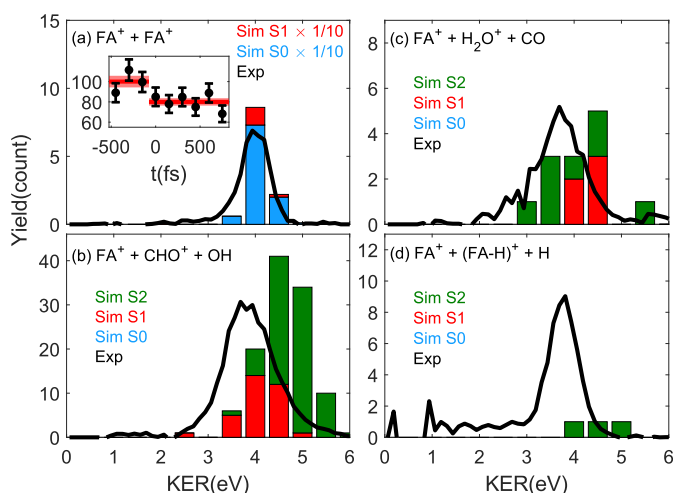 (a) FA⁺ + FA⁺
Sim S1 × 1/10
Sim S0 × 1/10
Exp
100
80
60
-500 0 500
t(fs)
15
10
5
0
(c) FA⁺ + H₂O⁺ + CO
Sim S2
Sim S1
Sim S0
Exp
8
6
4
2
0
Yield(count)
(b) FA⁺ + CHO⁺ + OH
Sim S2
Sim S1
Sim S0
Exp
40
30
20
10
0
0 1 2 3 4 5 6
KER(eV)
(d) FA⁺ + (FA-H)⁺ + H
Sim S2
Sim S1
Sim S0
Exp
12
10
8
6
4
2
0
0 1 2 3 4 5 6
KER(eV)